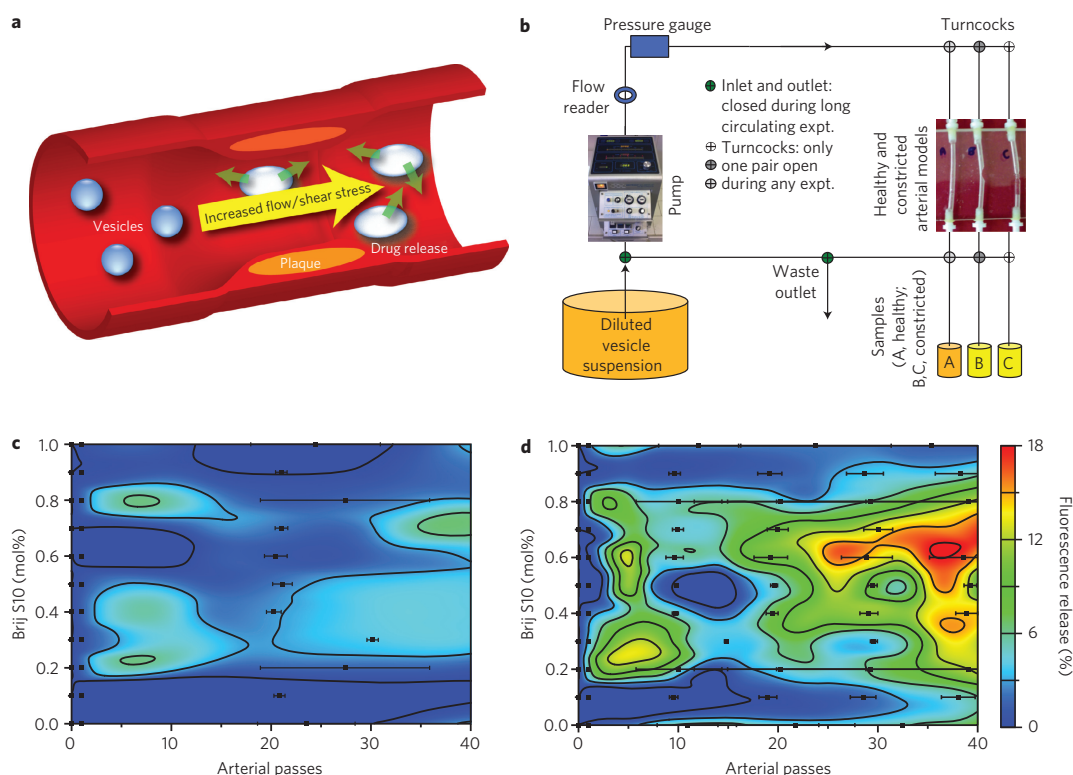 a
Vesicles
Increased flow/shear stress
Drug release
Plaque
b
Pressure gauge
Turncocks
Flow
reader
Inlet and outlet:
closed during long
circulating expt.
Turncocks: only
one pair open
during any expt.
Pump
Healthy and
constricted
arterial models
Waste
outlet
Diluted
vesicle
suspension
Samples
(A, healthy;
B,C, constricted)
A
B
C
c
Brij S10 (mol%)
1.0
0.8
0.6
0.4
0.2
0.0
0
10
20
30
40
Arterial passes
d
Brij S10 (mol%)
1.0
0.8
0.6
0.4
0.2
0.0
0
10
20
30
40
Arterial passes
18
12
6
0
Fluorescence release (%)